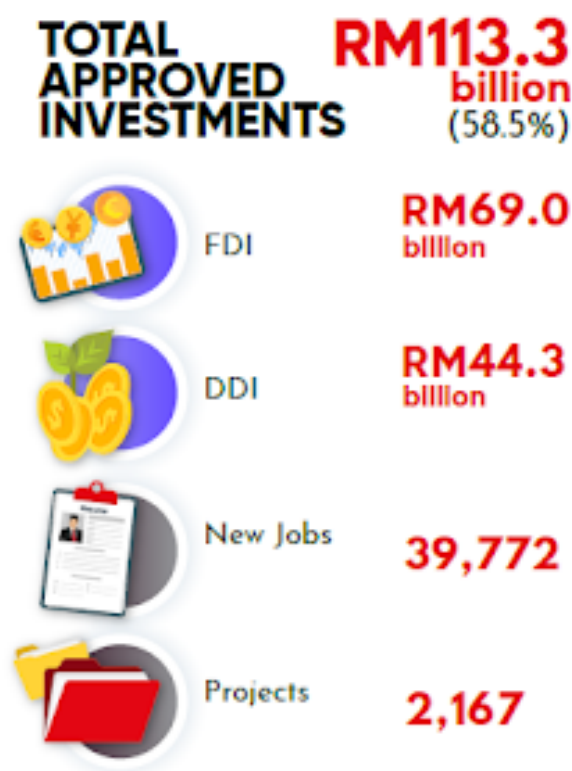 TOTAL
APPROVED
INVESTMENTS
RM113.3
billion
(58.5%)
FDI
RM69.0
billion
DDI
RM44.3
billion
New Jobs
39,772
Projects
2,167